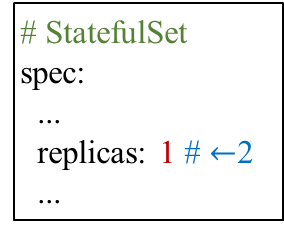 # StatefulSet
spec:
...
replicas: 1 # ←2
...